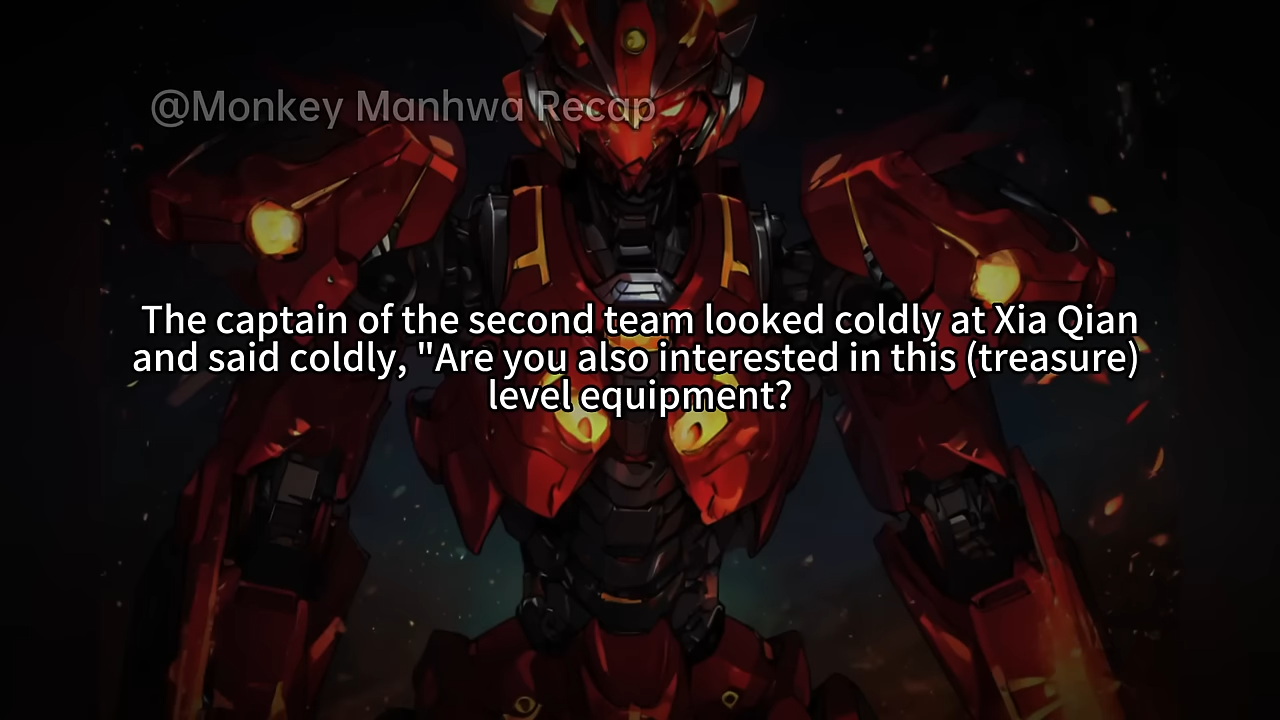 @Monkey Manhwa Recap
The captain of the second team looked coldly at Xia Qian
and said coldly, "Are you also interested in this (treasure)
level equipment?